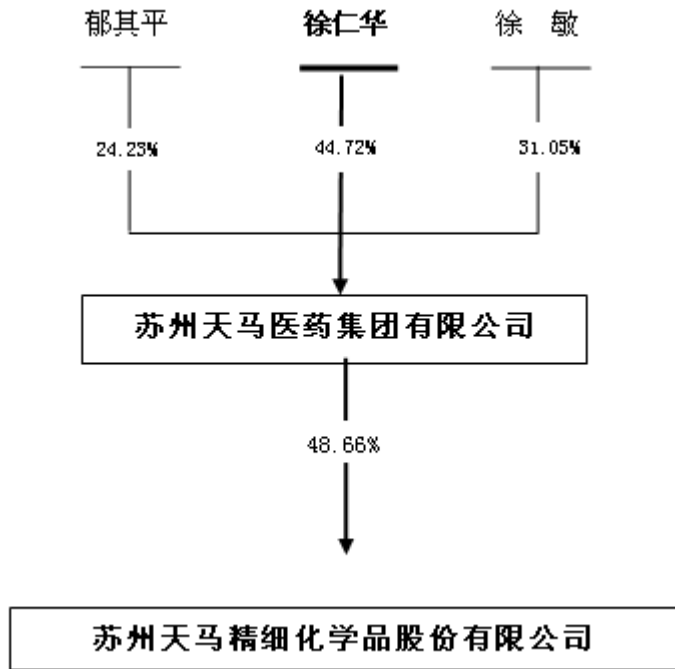 郁其平 徐仁华 徐 敏
24.23% 44.72% 31.05%
苏州天马医药集团有限公司
48.66%
苏州天马精细化学品股份有限公司